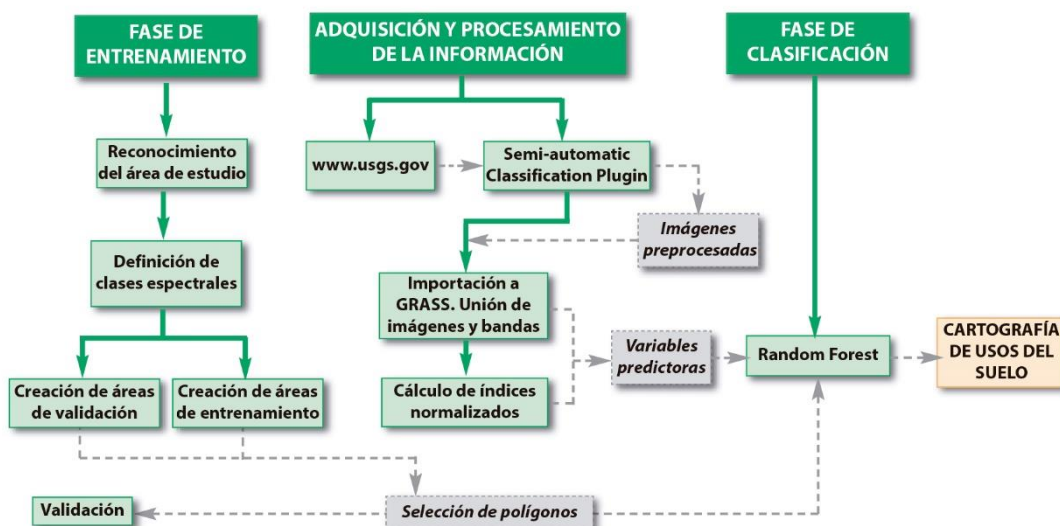 FASE DE
ENTRENAMIENTO
ADQUISICIÓN Y PROCESAMIENTO
DE LA INFORMACIÓN
FASE DE
CLASIFICACIÓN
Reconocimiento
del área de estudio
www.usgs.gov
Semi-automatic
Classification Plugin
Imágenes
preprocesadas
Definición de
clases espectrales
Importación a
GRASS. Unión de
imágenes y bandas
Variables
predictoras
Random Forest
CARTOGRAFÍA
DE USOS DEL
SUELO
Creación de áreas
de validación
Creación de áreas
de entrenamiento
Cálculo de índices
normalizados
Validación
Selección de polígonos